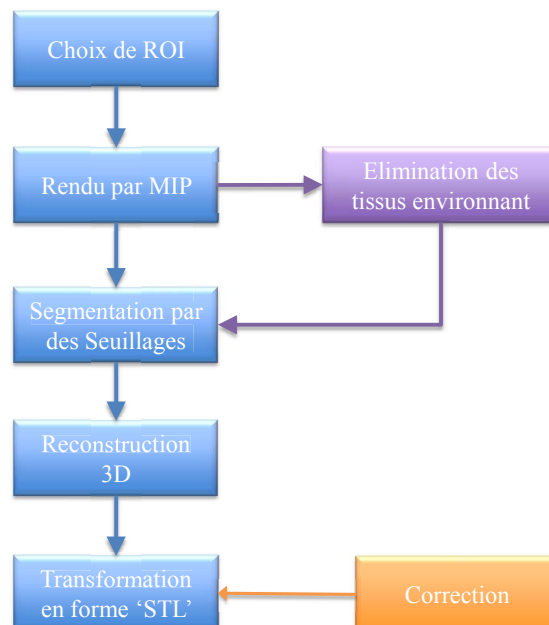 Choix de ROI
Rendu par MIP
Elimination des
tissus environnant
Segmentation par
des Seuillages
Reconstruction
3D
Transformation
en forme ‘STL’
Correction